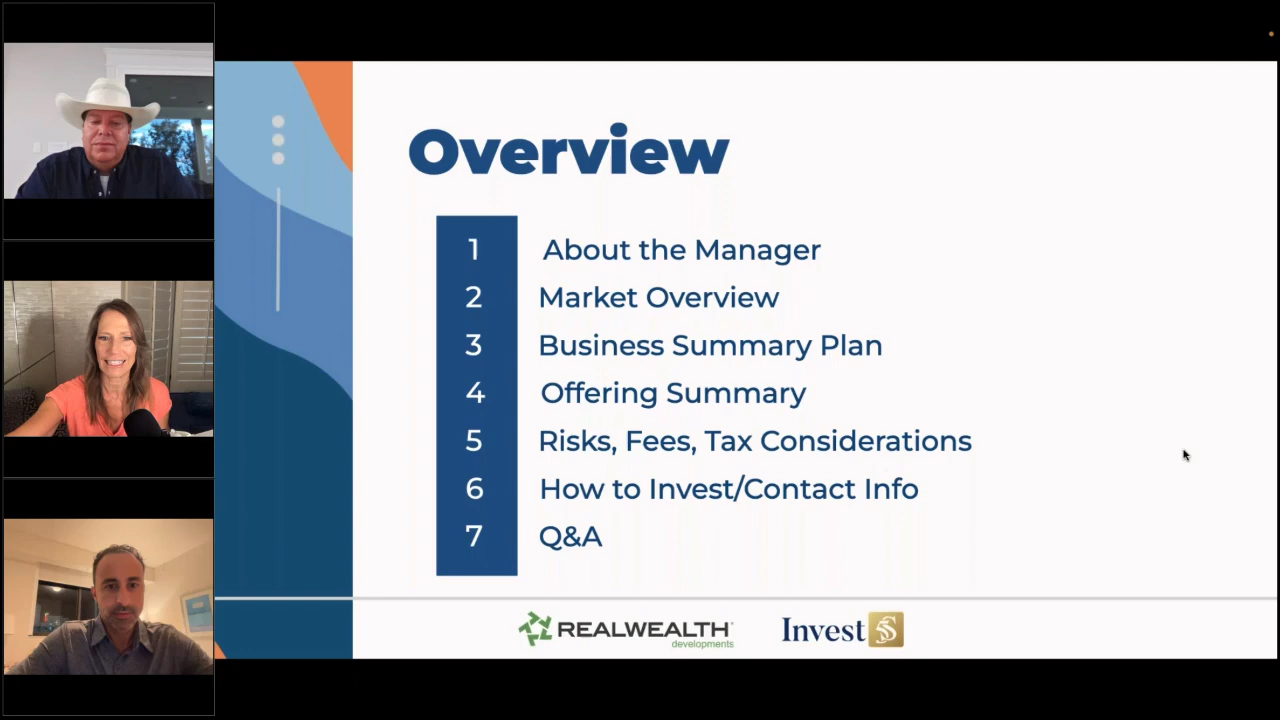 Overview
1 About the Manager
2 Market Overview
3 Business Summary Plan
4 Offering Summary
5 Risks, Fees, Tax Considerations
6 How to Invest/Contact Info
7 Q&A
REALWEALTH developments
Invest